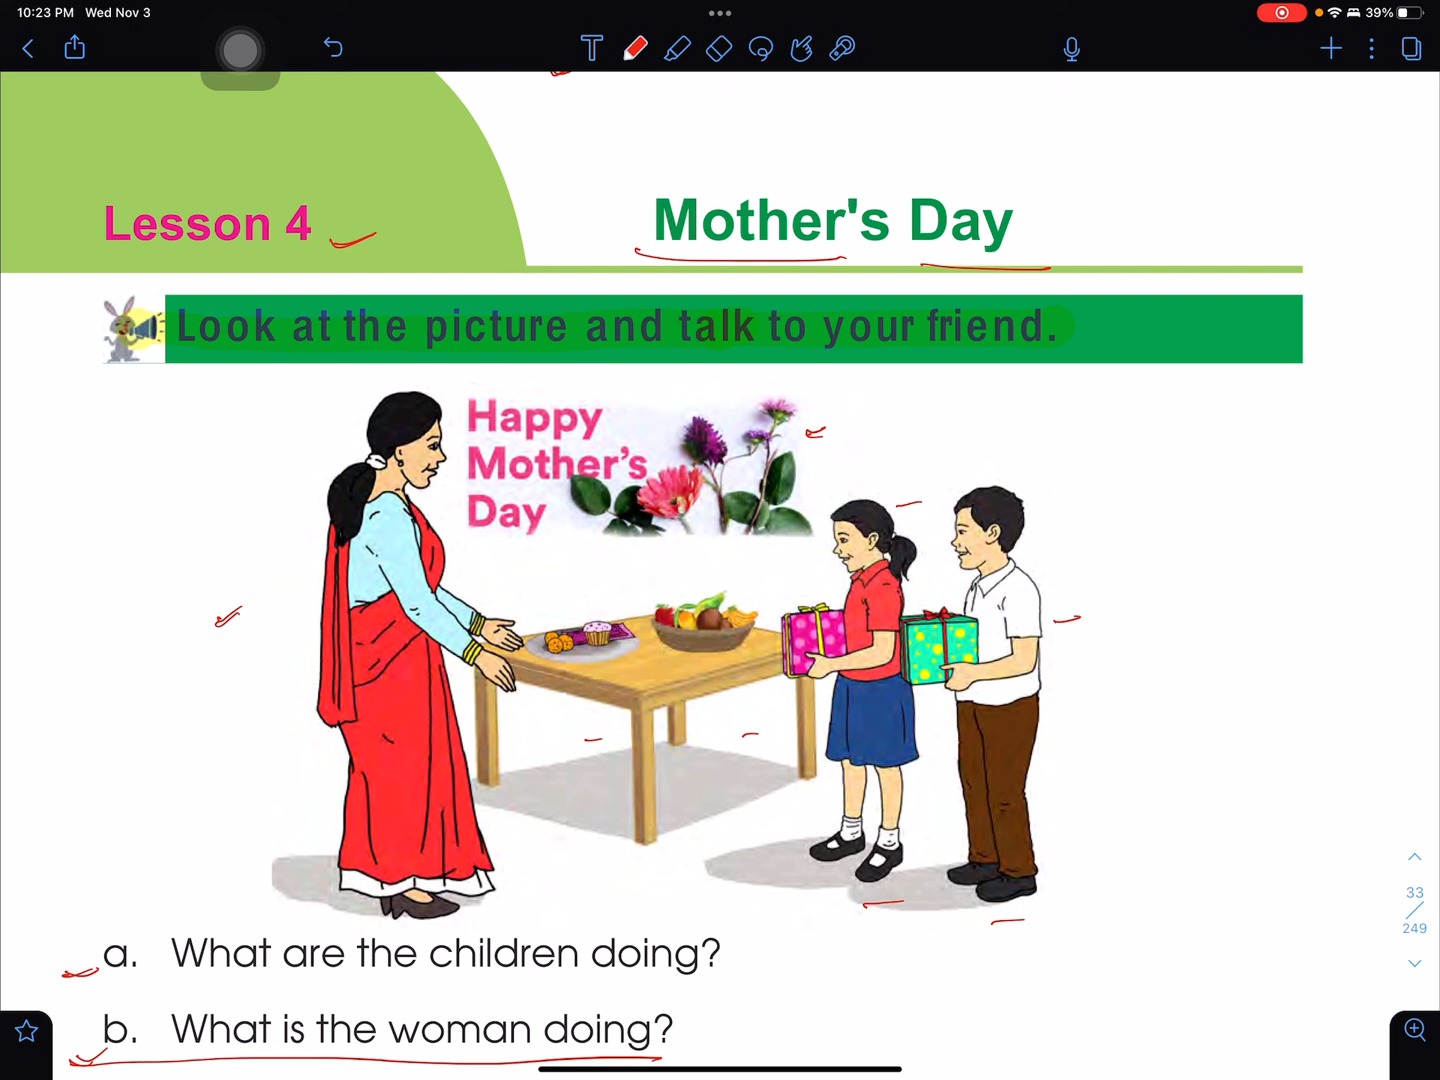 10:23 PM Wed Nov 3
39%
Lesson 4
Mother's Day
Look at the picture and talk to your friend.
Happy
Mother's
Day
a. What are the children doing?
b. What is the woman doing?
33
249